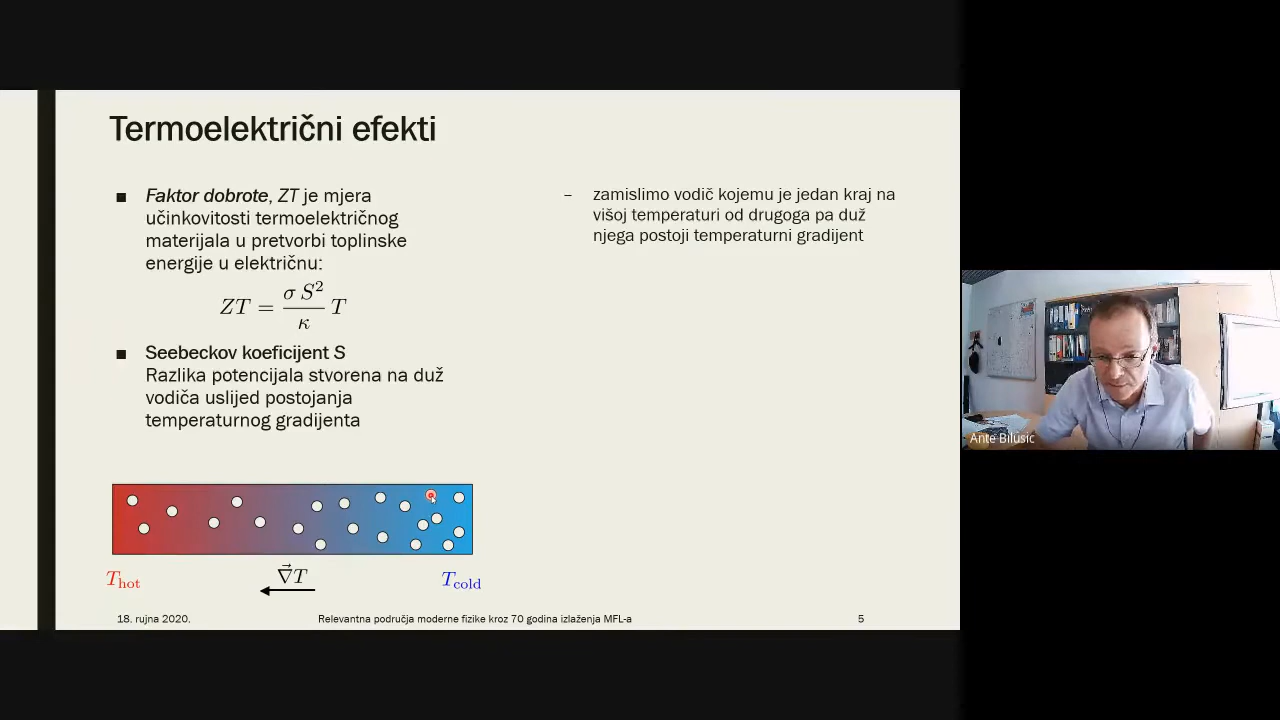 Termoelektrični efekti
▪ Faktor dobrote, ZT je mjera
učinkovitosti termoelektričnog
materijala u pretvorbi toplinske
energije u električnu:
ZT = σ S² / κ T
▪ Seebeckov koeficijent S
Razlika potencijala stvorena na duž
vodiča uslijed postojanja
temperaturnog gradijenta
– zamislimo vodič kojemu je jedan kraj na
višoj temperaturi od drugoga pa duž
njega postoji temperaturni gradijent
T_hot
∇⃗T
T_cold
18. rujna 2020.
Relevantna područja moderne fizike kroz 70 godina izlaženja MFL-a
5
Ante Bilusic